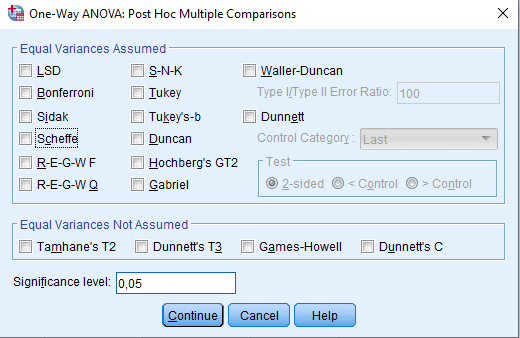 One-Way ANOVA: Post Hoc Multiple Comparisons
Equal Variances Assumed
LSD S-N-K Waller-Duncan
Bonferroni Tukey Type I/Type II Error Ratio: 100
Sidak Tukey's-b Dunnett
Scheffe Duncan Control Category : Last
R-E-G-W F Hochberg's GT2 Test
R-E-G-W Q Gabriel 2-sided < Control > Control
Equal Variances Not Assumed
Tamhane's T2 Dunnett's T3 Games-Howell Dunnett's C
Significance level: 0,05
Continue Cancel Help